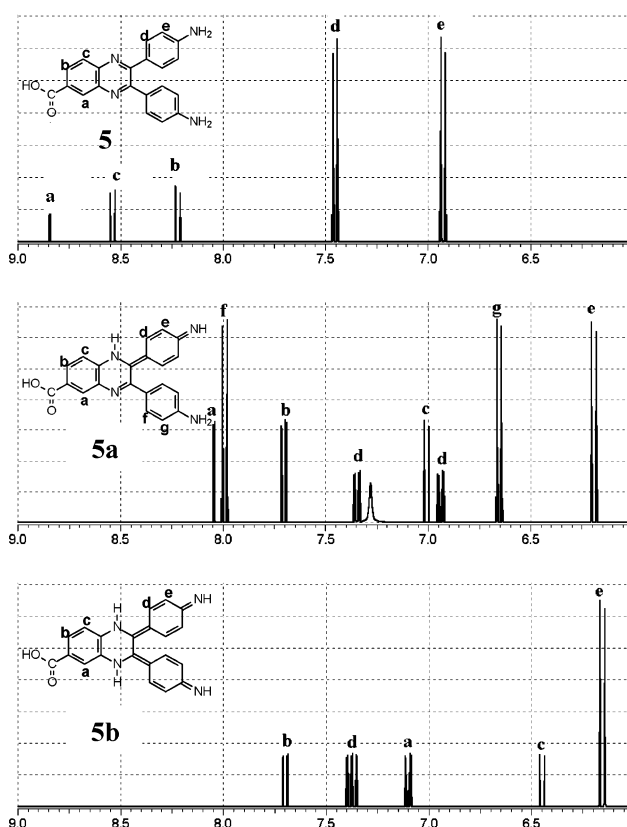 d e NH₂
d e
c N
b
HO C O
a N
NH₂
5
a c b
9.0 8.5 8.0 7.5 7.0 6.5
f g e
H d e NH
c N
b
HO C O
a N
f g NH₂
5a
a b d c d
9.0 8.5 8.0 7.5 7.0 6.5
e
H d e NH
c N
b
HO C O
a N
H NH
5b
b d a c
9.0 8.5 8.0 7.5 7.0 6.5